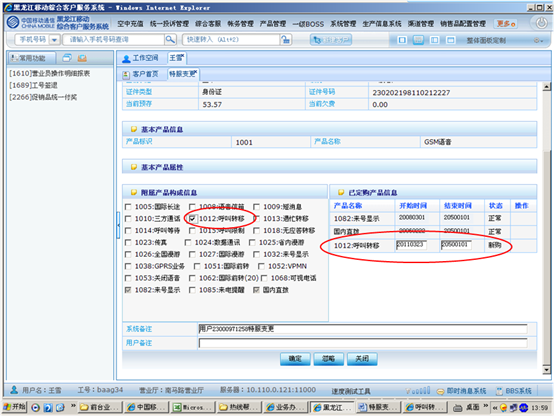 黑龙江移动综合客户服务系统 - Windows Internet Explorer
中国移动通信 CHINA MOBILE 黑龙江移动 综合客户服务系统 空中充值 统一投诉管理 综合客服 帐务管理 产品管理 一级BOSS 系统管理 生产信息系统 渠道管理 销售品配置管理 更多
手机号码 请输入手机号码查询 快速转入 (Alt+2) 整体面板定制
常用功能 工作空间 王雪
[1610]营业员操作明细报表 客户首页 特服变更
[1689]工号签退
[2266]促销品统一付奖
证件类型 身份证 证件号码 230202198110212227
当前预存 53.57 当前欠费 0.00
基本产品信息
产品标识 1001 产品名称 GSM语音
基本产品属性
附属产品构成信息 已定购产品信息
1005:国际长途 1008:语音信箱 1009:短消息 产品名称 开始时间 结束时间 状态 操作
1010:三方通话 1012:呼叫转移 1013:遇忙转移 1082:来号显示 20080301 20500101 正常
1014:呼叫等待 1015:呼叫限制 1018:无应答转移 国内直拨 20500101 正常
1023:传真 1024:数据通讯 1025:省内漫游 1012:呼叫转移 20110323 20500101 新购
1026:全国漫游 1027:国际漫游 1032:来号显示
1038:GPRS业务 1051:国际前转 1052:VPMN
1053:关闭语音 1062:国际前转(20) 1068:可视电话
1082:来号显示 1085:来电提醒 国内直拨
系统备注 用户23000971258特服变更
用户备注
确定 忽略 关闭
用户名：王雪 工号：baag34 营业厅：南马路营业厅 服务器：10.110.0.121:11000 速度测试工具 即时消息系统 BBS系统
开始 前台业... 中国移... Micros... 热线帮... 业务办... 黑龙江... 特服变... 呼叫转... 桌面 13:59